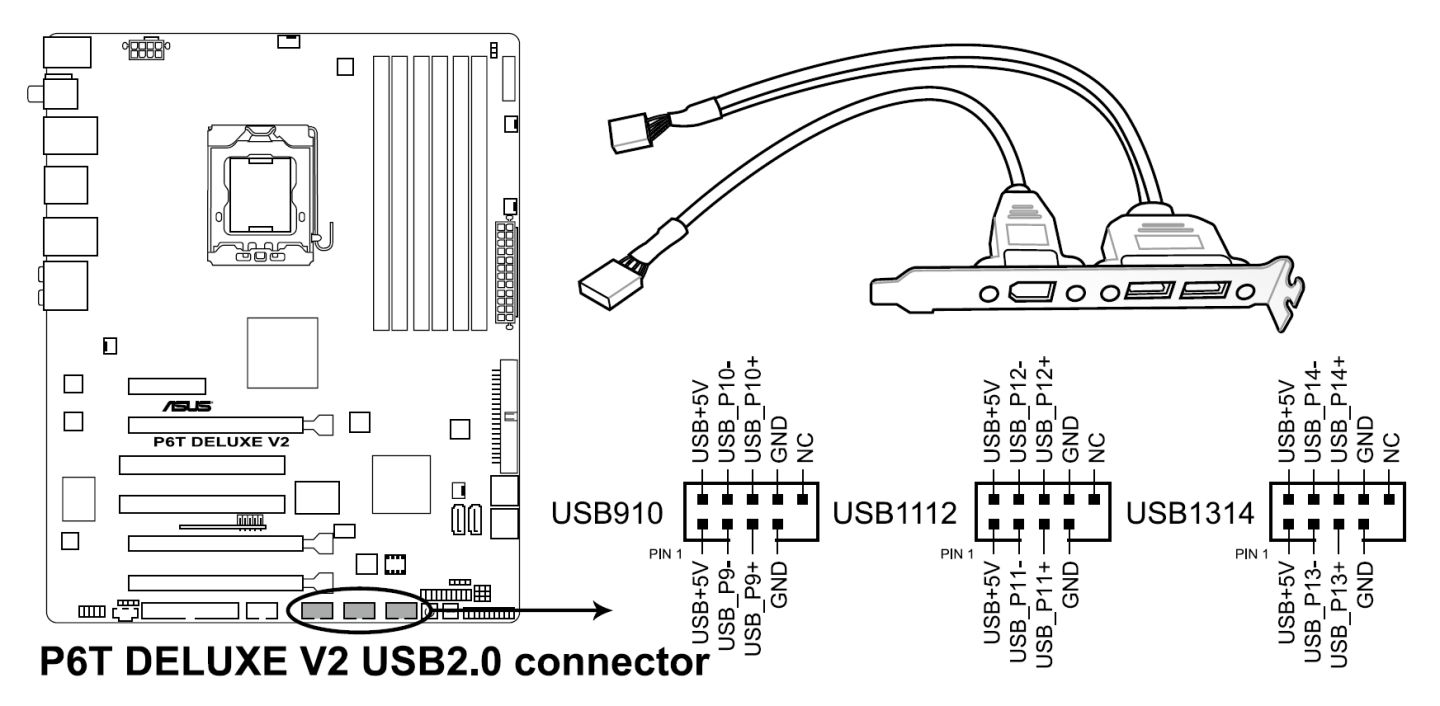 ASUS
P6T DELUXE V2
USB+5V
USB_P10-
USB_P10+
GND
NC
USB910
PIN 1
USB+5V
USB_P9-
USB_P9+
GND
USB+5V
USB_P12-
USB_P12+
GND
NC
USB1112
PIN 1
USB+5V
USB_P11-
USB_P11+
GND
USB+5V
USB_P14-
USB_P14+
GND
NC
USB1314
PIN 1
USB+5V
USB_P13-
USB_P13+
GND
P6T DELUXE V2 USB2.0 connector